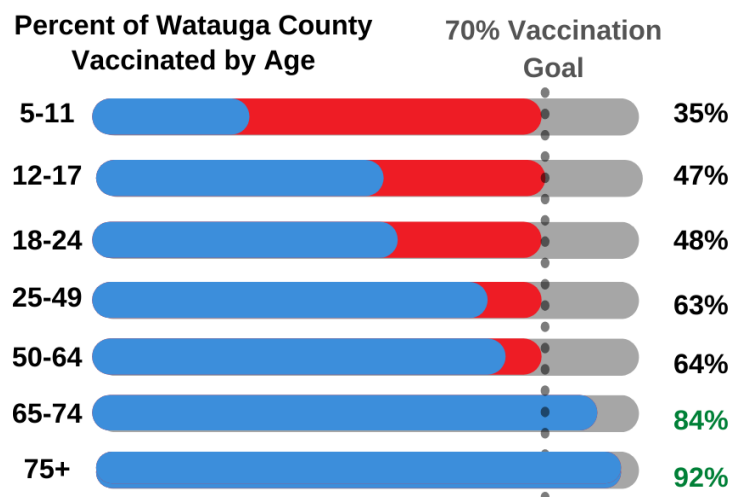 Percent of Watauga County
Vaccinated by Age
70% Vaccination
Goal
5-11 35%
12-17 47%
18-24 48%
25-49 63%
50-64 64%
65-74 84%
75+ 92%